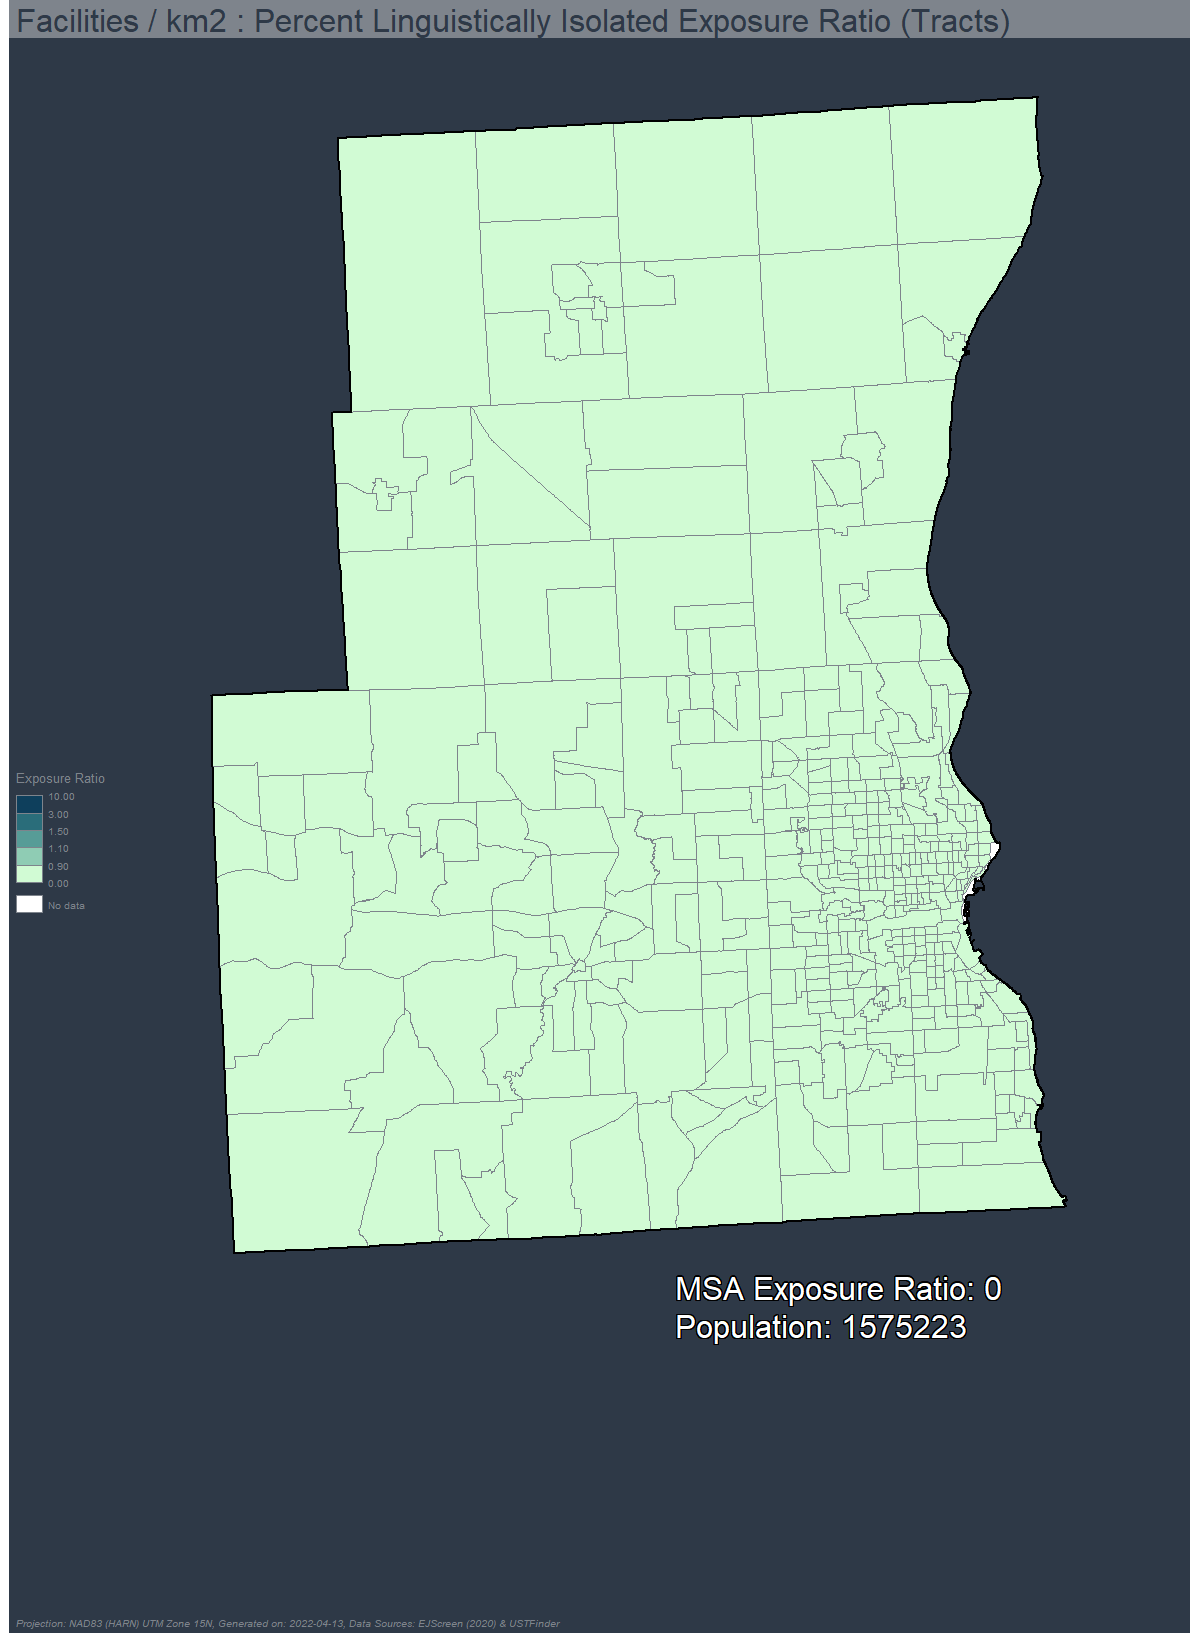 Facilities / km2 : Percent Linguistically Isolated Exposure Ratio (Tracts)
Exposure Ratio
10.00
3.00
1.50
1.10
0.90
0.00
No data
MSA Exposure Ratio: 0
Population: 1575223
Projection: NAD83 (HARN) UTM Zone 15N, Generated on: 2022-04-13, Data Sources: EJScreen (2020) & USTFinder